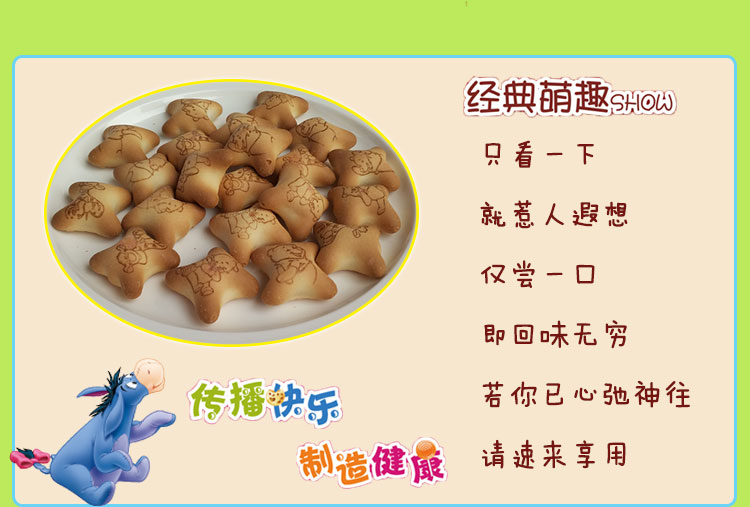 经典萌趣SHOW
只看一下
就惹人遐想
仅尝一口
即回味无穷
若你已心弛神往
请速来享用
传播快乐
制造健康